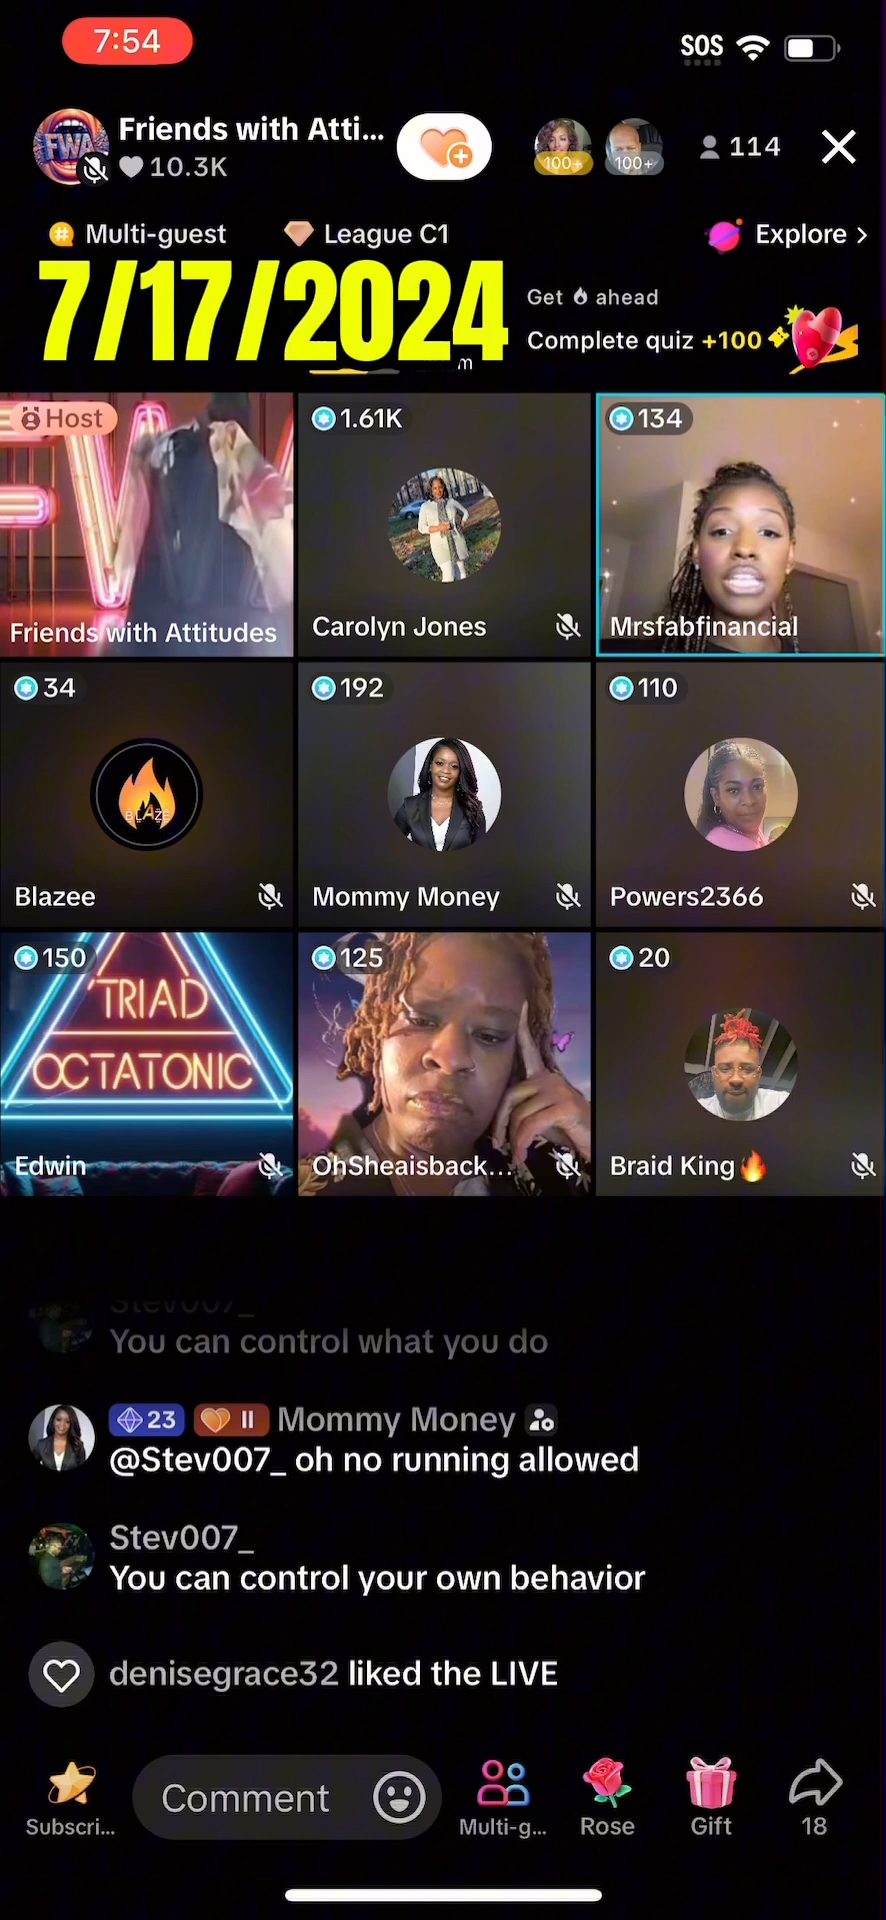 7:54
SOS
FWA
Friends with Atti...
10.3K
100+
100+
114
Multi-guest
League C1
Explore >
7/17/2024
m
Get ahead
Complete quiz +100
Host
Friends with Attitudes
1.61K
Carolyn Jones
134
Mrsfabfinancial
34
BLAZE
Blazee
192
Mommy Money
110
Powers2366
150
TRIAD
OCTATONIC
Edwin
125
OhSheaisback...
20
Braid King🔥
Stev007_
You can control what you do
23 II Mommy Money
@Stev007_ oh no running allowed
Stev007_
You can control your own behavior
denisegrace32 liked the LIVE
Subscri...
Comment
Multi-g...
Rose
Gift
18